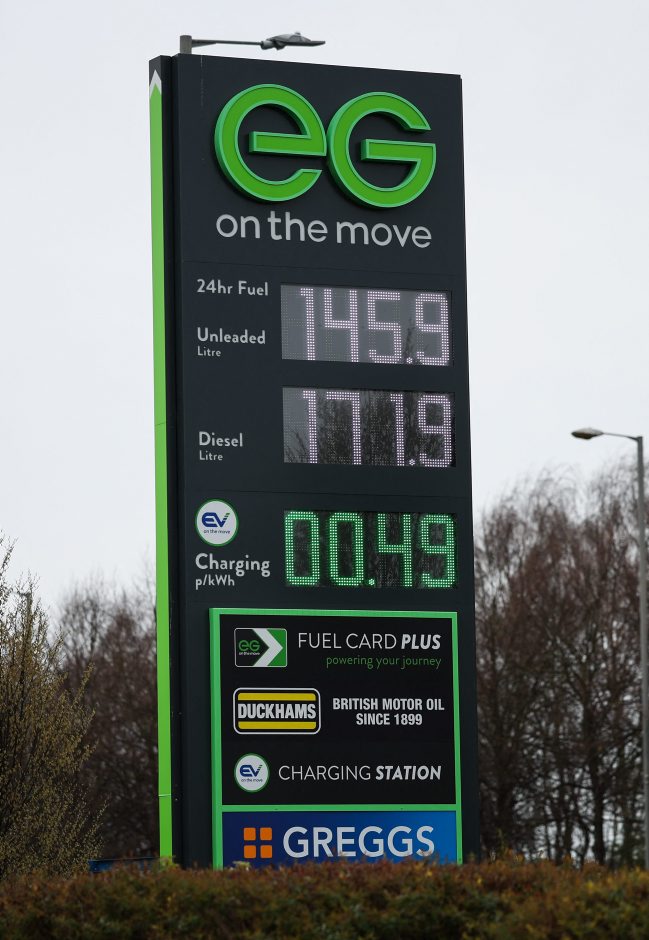 eG
on the move
24hr Fuel
Unleaded
Litre
145.9
Diesel
Litre
171.9
EV
on the move
Charging
p/kWh
00.49
eG
on the move
FUEL CARD PLUS
powering your journey
DUCKHAMS
BRITISH MOTOR OIL
SINCE 1899
EV
on the move
CHARGING STATION
GREGGS